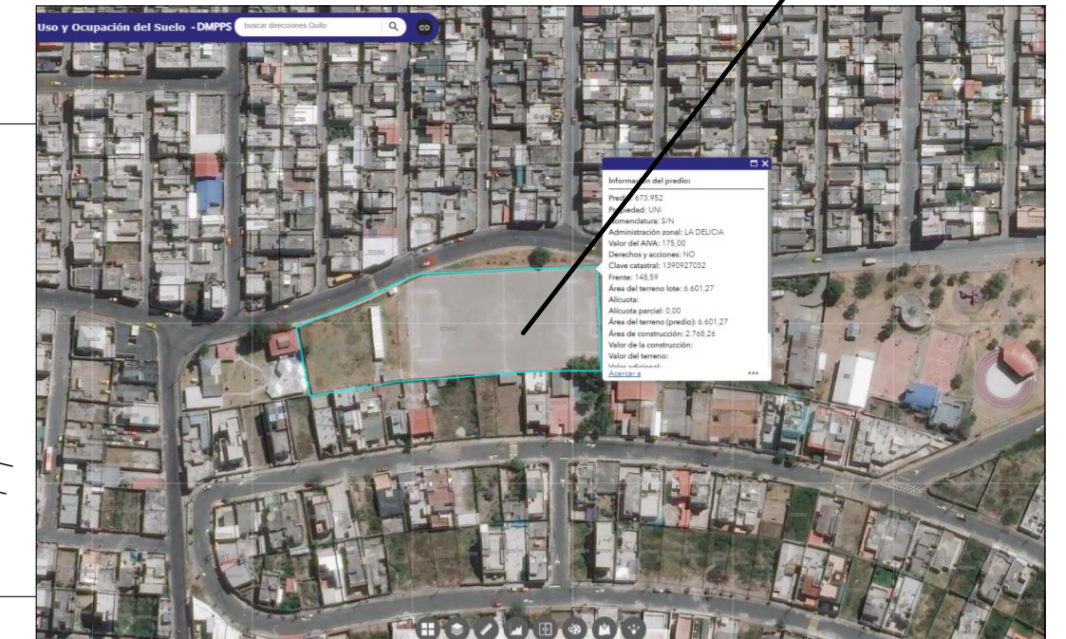 Uso y Ocupación del Suelo - DMPPS
buscar direcciones Quito
Información del predio:
Predio: 673.952
Propiedad: UNI
Nomenclatura: S/N
Administración zonal: LA DELICIA
Valor del AIVA: 175,00
Derechos y acciones: NO
Clave catastral: 1390927032
Frente: 148,59
Área del terreno lote: 6.601,27
Alícuota:
Alícuota parcial: 0,00
Área del terreno (predio): 6.601,27
Área de construcción: 2.768,26
Valor de la construcción:
Valor del terreno:
Valor adicional:
Acercar a